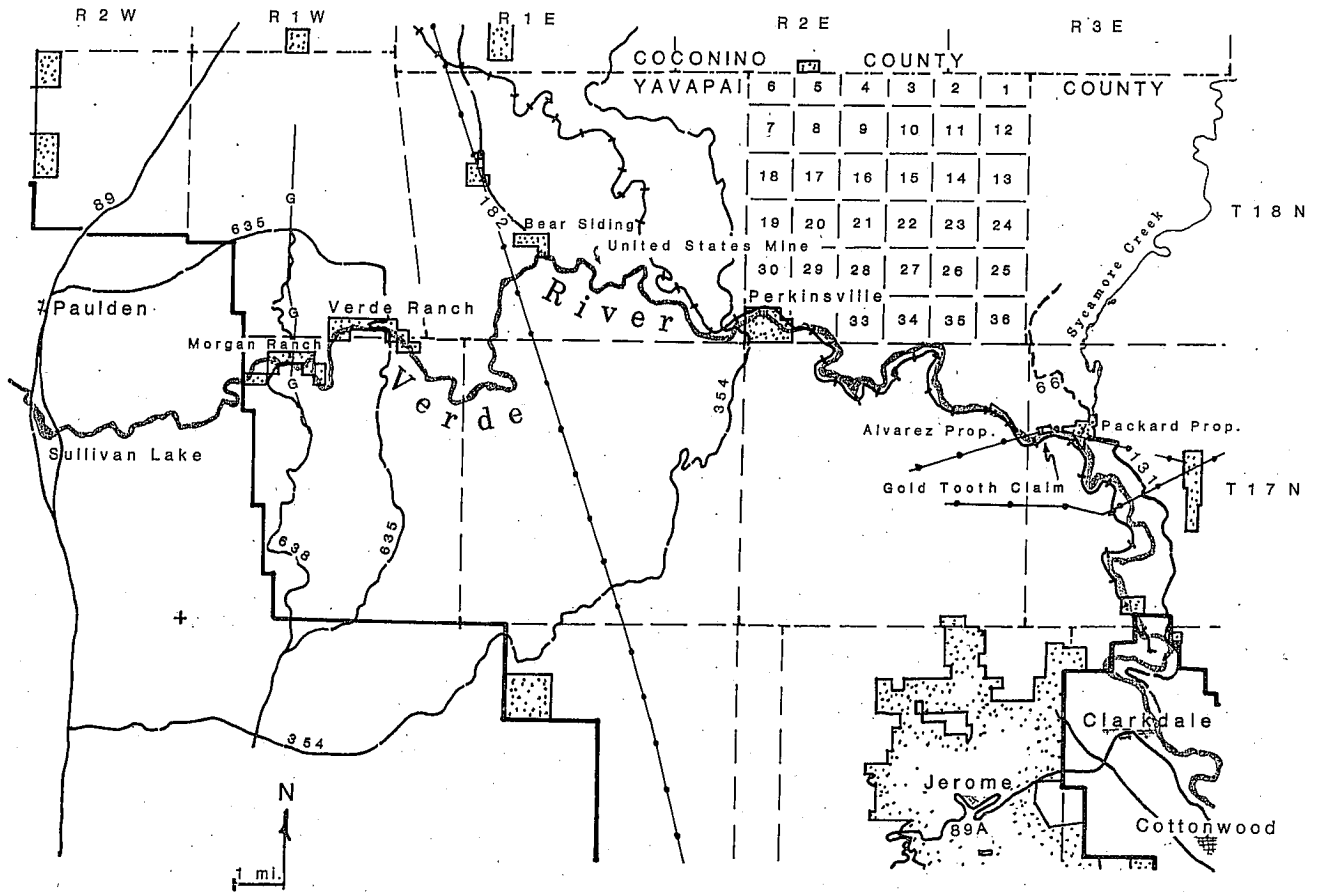 R 2 W R 1 W R 1 E R 2 E R 3 E
COCONINO COUNTY
YAVAPAI COUNTY
6 5 4 3 2 1
7 8 9 10 11 12
18 17 16 15 14 13
19 20 21 22 23 24
30 29 28 27 26 25
33 34 35 36
T 18 N
89
635
G
182
Bear Siding
United States Mine
Sycamore Creek
Paulden
G
Verde Ranch
Perkinsville
Morgan Ranch
G
Verde River
354
66
Alvarez Prop.
Packard Prop.
131
Sullivan Lake
Gold Tooth Claim
T 17 N
638
635
354
Clarkdale
Jerome
89A
Cottonwood
N
1 mi.